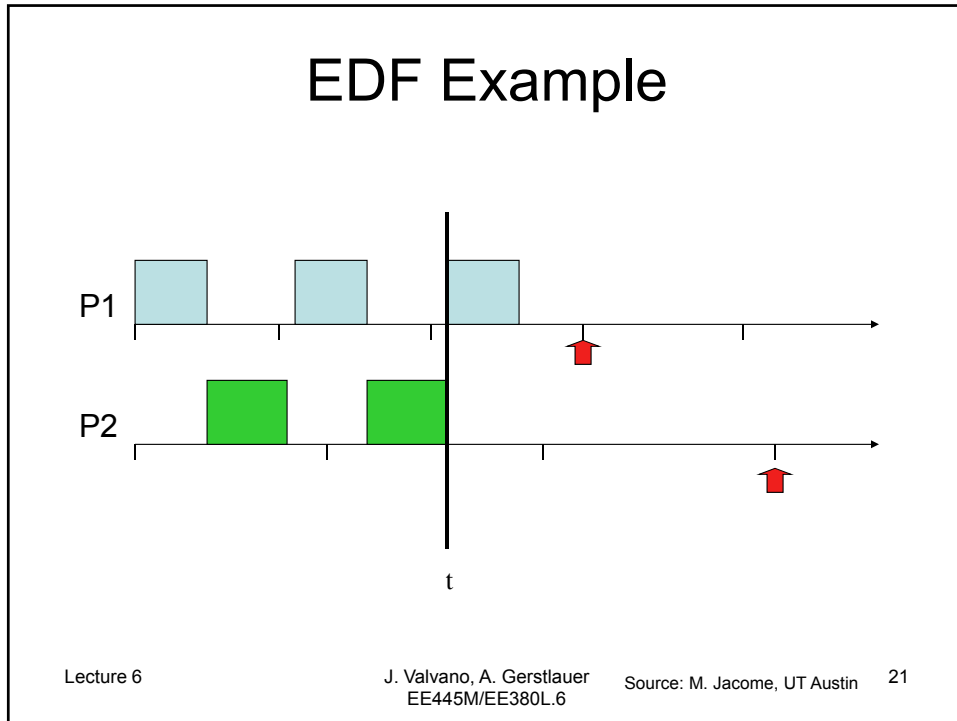 EDF Example
P1
P2
t
Lecture 6
J. Valvano, A. Gerstlauer
EE445M/EE380L.6
Source: M. Jacome, UT Austin
21